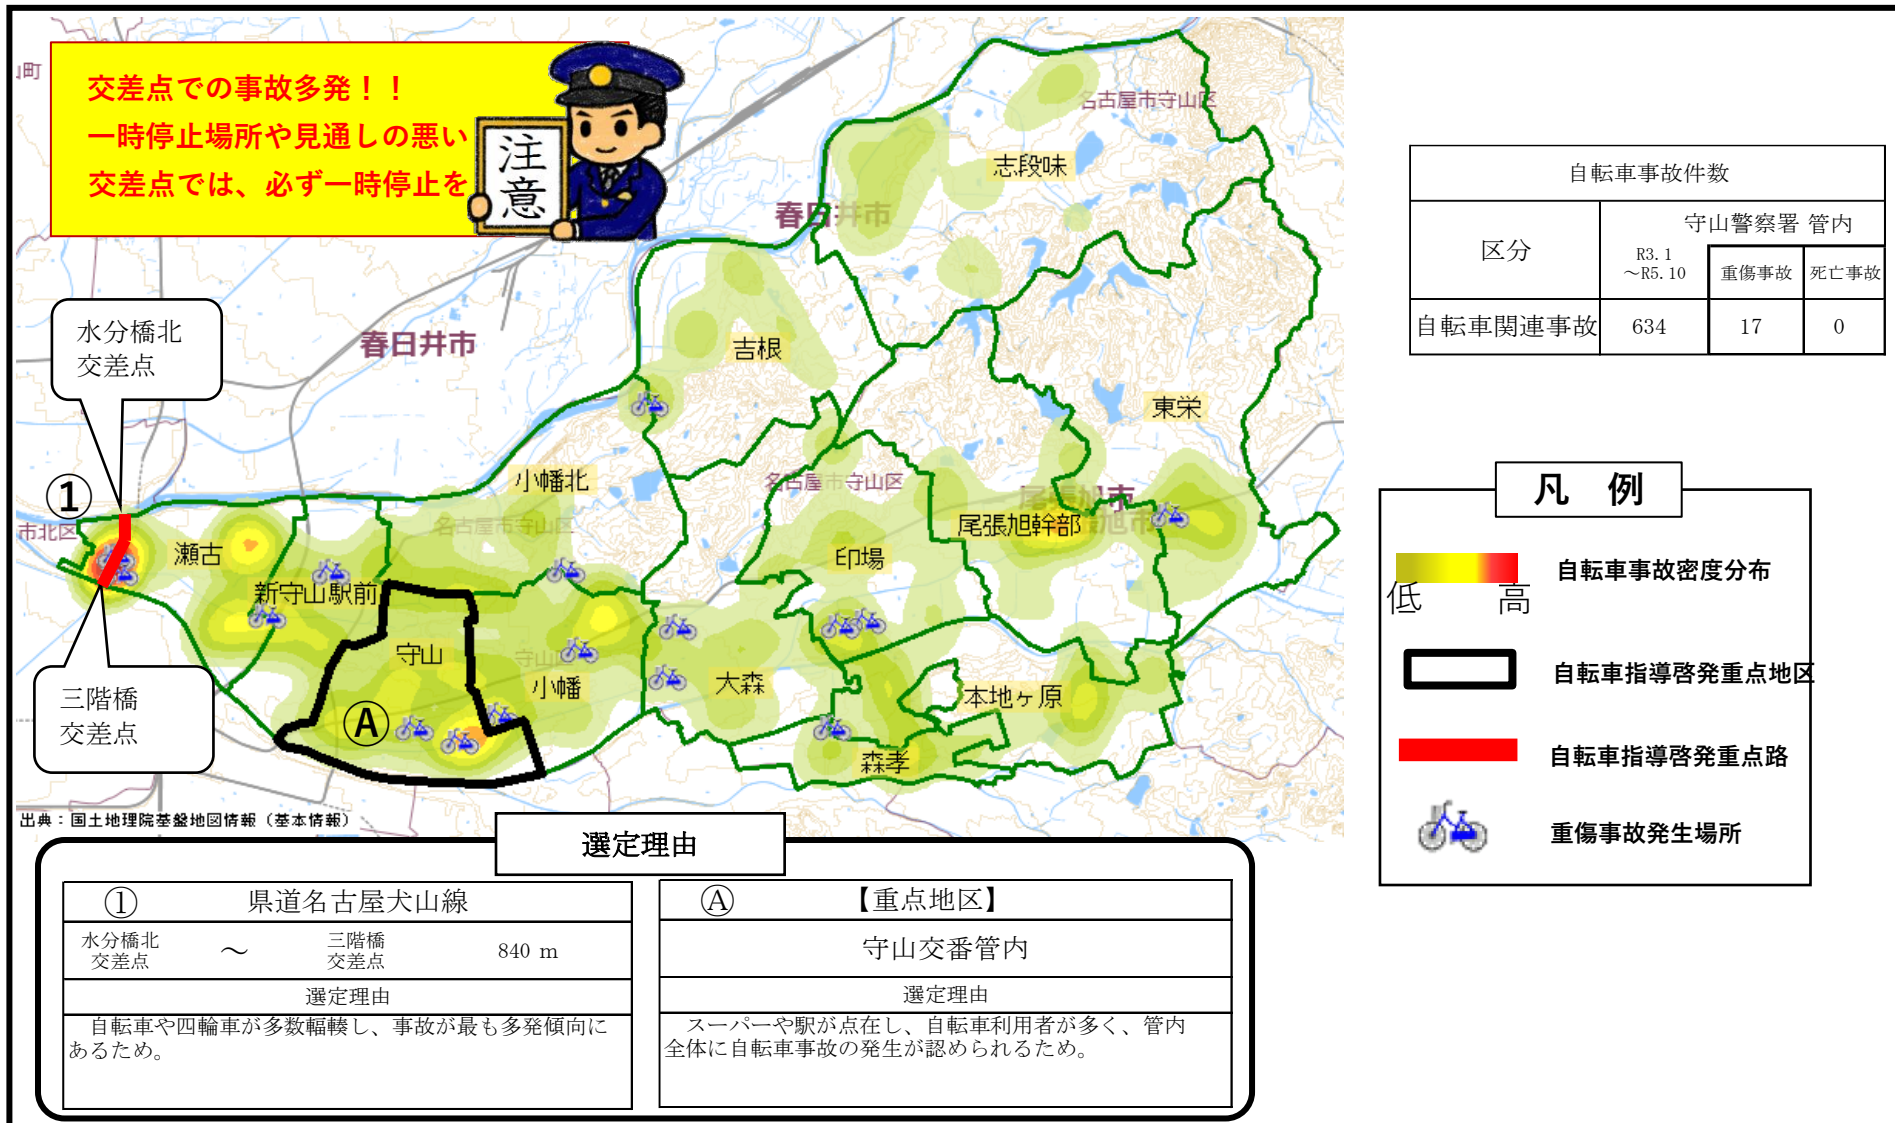 交差点での事故多発！！
一時停止場所や見通しの悪い
交差点では、必ず一時停止を
注意
山町
名古屋市守山区
志段味
春日井市
春日井市
吉根
東栄
水分橋北
交差点
①
市北区
瀬古
小幡北
名古屋市守山区
名古屋市守山区
尾張旭市
尾張旭幹部
印場
新守山駅前
守山
守山区
小幡
大森
本地ヶ原
森孝
Ⓐ
三階橋
交差点
出典：国土地理院基盤地図情報（基本情報）
自転車事故件数
区分
守山警察署 管内
R3.1
～R5.10
重傷事故
死亡事故
自転車関連事故
634
17
0
凡 例
低 高
自転車事故密度分布
自転車指導啓発重点地区
自転車指導啓発重点路
重傷事故発生場所
選定理由
① 県道名古屋犬山線
水分橋北
交差点
～
三階橋
交差点
840 m
選定理由
自転車や四輪車が多数輻輳し、事故が最も多発傾向に
あるため。
Ⓐ 【重点地区】
守山交番管内
選定理由
スーパーや駅が点在し、自転車利用者が多く、管内
全体に自転車事故の発生が認められるため。